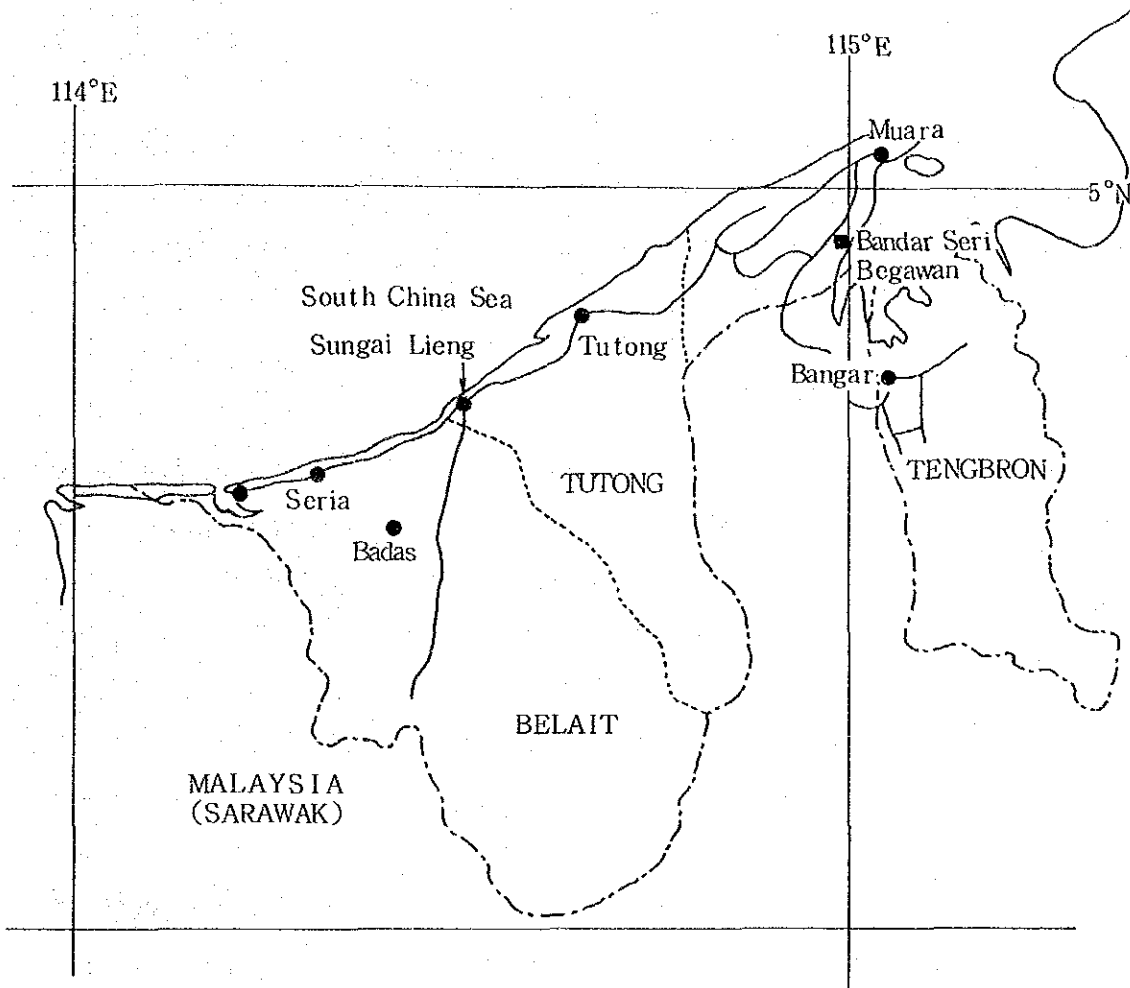 115°E
114°E
Muara
5°N
Bandar Seri
Begawan
South China Sea
Sungai Lieng
Tutong
Bangar
TUTONG
TENGBRON
Seria
Badas
BELAIT
MALAYSIA
(SARAWAK)